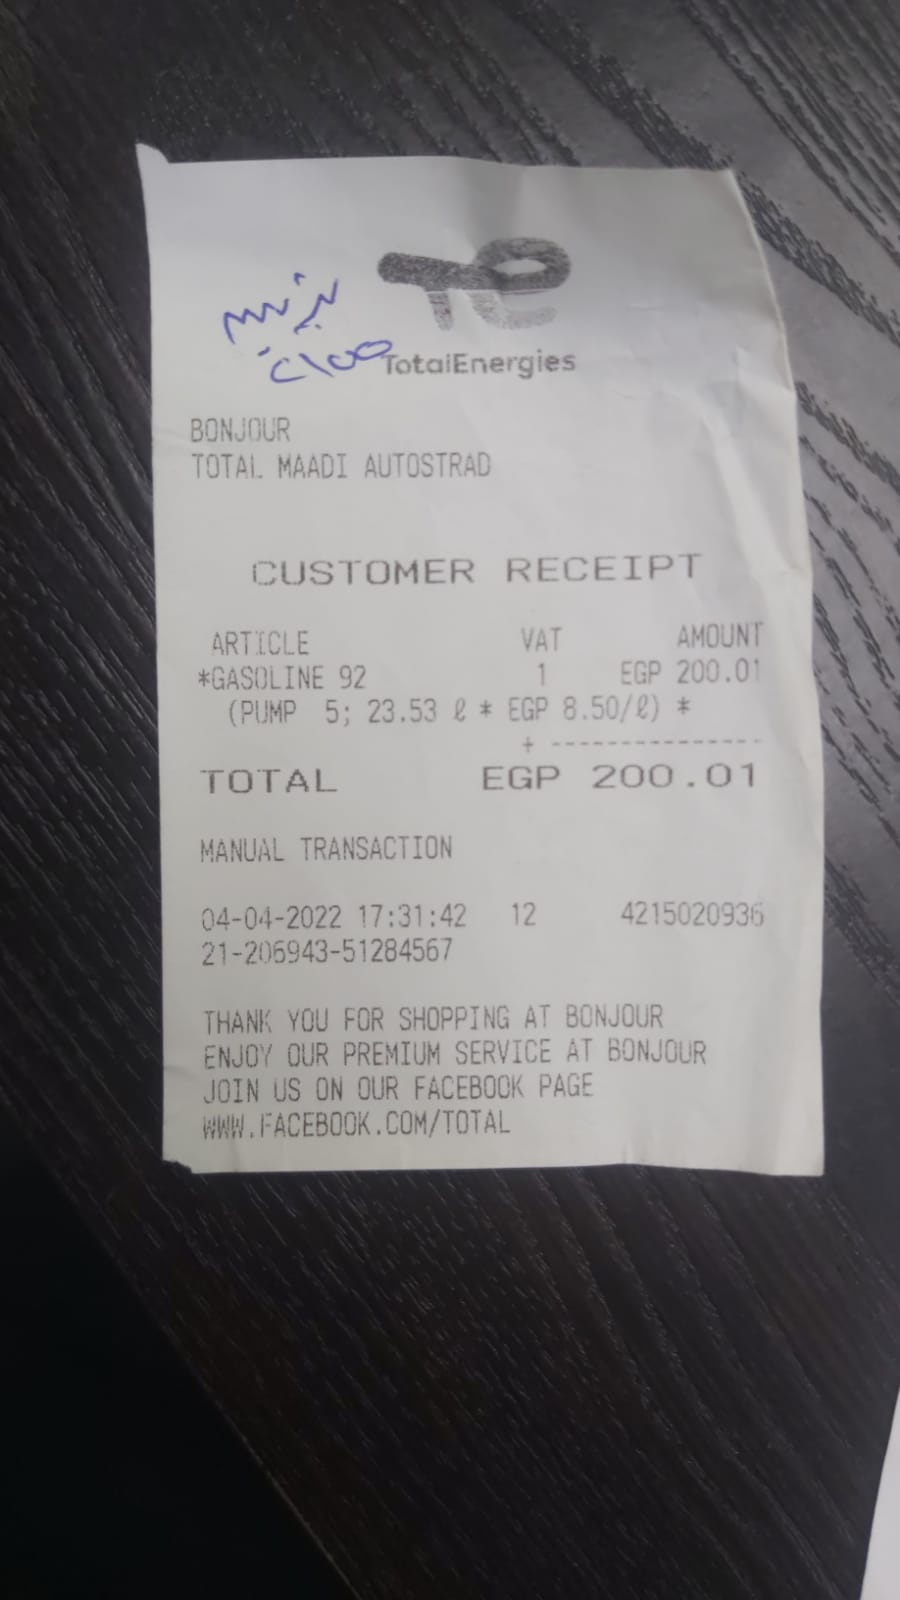 TotalEnergies
BONJOUR
TOTAL MAADI AUTOSTRAD
CUSTOMER RECEIPT
ARTICLE VAT AMOUNT
*GASOLINE 92 1 EGP 200.01
(PUMP 5; 23.53 ℓ * EGP 8.50/ℓ) *
+ ---------------
TOTAL EGP 200.01
MANUAL TRANSACTION
04-04-2022 17:31:42 12 4215020936
21-206943-51284567
THANK YOU FOR SHOPPING AT BONJOUR
ENJOY OUR PREMIUM SERVICE AT BONJOUR
JOIN US ON OUR FACEBOOK PAGE
WWW.FACEBOOK.COM/TOTAL